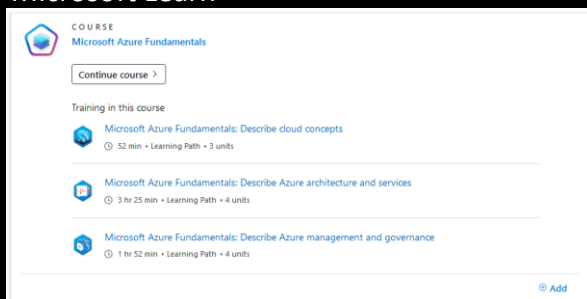 Microsoft Learn
COURSE
Microsoft Azure Fundamentals
Continue course >
Training in this course
Microsoft Azure Fundamentals: Describe cloud concepts
52 min • Learning Path • 3 units
Microsoft Azure Fundamentals: Describe Azure architecture and services
3 hr 25 min • Learning Path • 4 units
Microsoft Azure Fundamentals: Describe Azure management and governance
1 hr 52 min • Learning Path • 4 units
Add